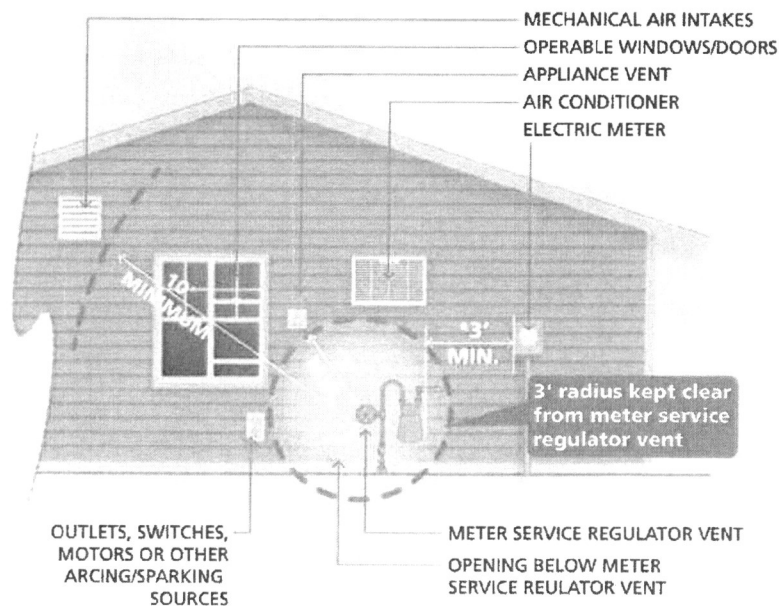 MECHANICAL AIR INTAKES
OPERABLE WINDOWS/DOORS
APPLIANCE VENT
AIR CONDITIONER
ELECTRIC METER
10'
MINIMUM
*3'
MIN.
3' radius kept clear
from meter service
regulator vent
OUTLETS, SWITCHES,
MOTORS OR OTHER
ARCING/SPARKING
SOURCES
METER SERVICE REGULATOR VENT
OPENING BELOW METER
SERVICE REULATOR VENT